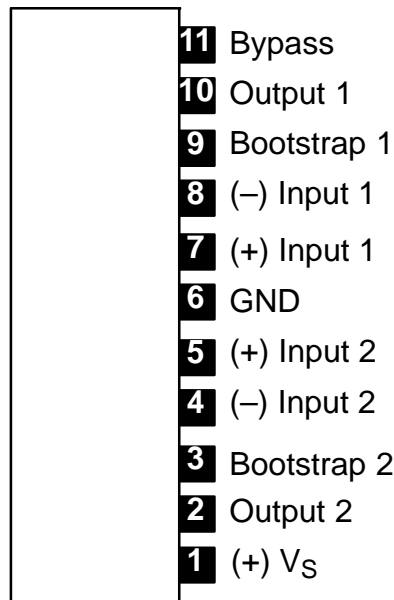 11 Bypass
10 Output 1
9 Bootstrap 1
8 (–) Input 1
7 (+) Input 1
6 GND
5 (+) Input 2
4 (–) Input 2
3 Bootstrap 2
2 Output 2
1 (+) VS